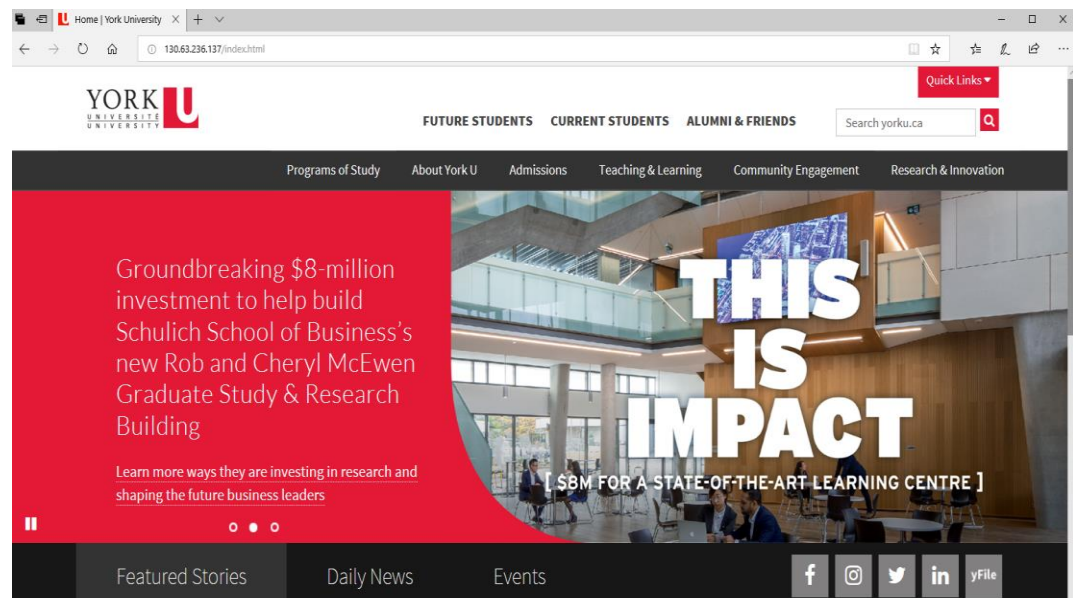 Home | York University
130.63.236.137/index.html
Quick Links
YORK U
UNIVERSITÉ
UNIVERSITY
FUTURE STUDENTS CURRENT STUDENTS ALUMNI & FRIENDS
Search yorku.ca
Programs of Study About York U Admissions Teaching & Learning Community Engagement Research & Innovation
Groundbreaking $8-million
investment to help build
Schulich School of Business's
new Rob and Cheryl McEwen
Graduate Study & Research
Building
Learn more ways they are investing in research and
shaping the future business leaders
THIS
IS
IMPACT
[ $8M FOR A STATE-OF-THE-ART LEARNING CENTRE ]
Featured Stories Daily News Events
f in yFile